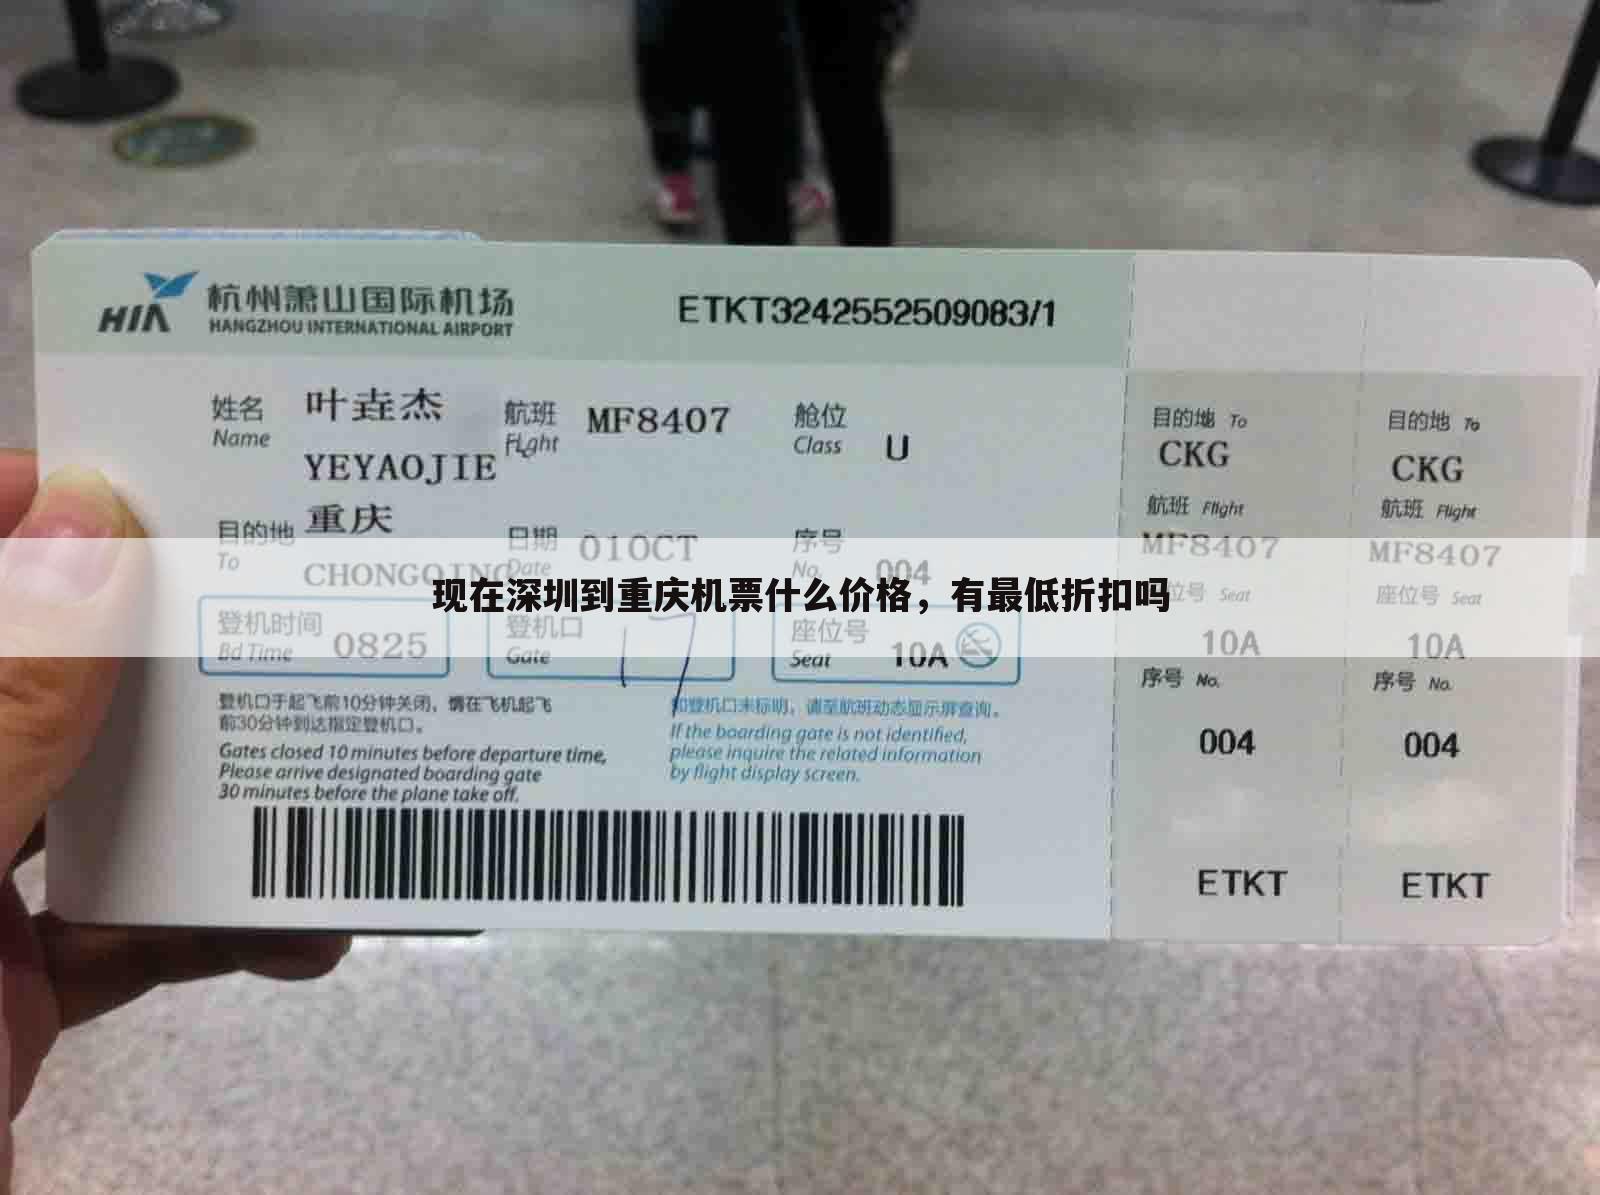 HIA 杭州萧山国际机场 ETKT3242552509083/1
HANGZHOU INTERNATIONAL AIRPORT
姓名 叶垚杰 航班 MF8407 舱位 U
Name YEYAOJIE Flight Class
目的地 重庆 日期 01OCT 序号 004
To CHONGQING Date No.
现在深圳到重庆机票什么价格，有最低折扣吗
登机时间 0825 登机口 17 座位号 10A
Bd Time Gate Seat
登机口于起飞前10分钟关闭，请在飞机起飞
前30分钟到达指定登机口。
Gates closed 10 minutes before departure time,
Please arrive designated boarding gate
30 minutes before the plane take off.
如登机口未标明，请至航班动态显示屏查询。
If the boarding gate is not identified,
please inquire the related information
by flight display screen.
目的地 To
CKG
航班 Flight
MF8407
座位号 Seat
10A
序号 No.
004
ETKT
目的地 To
CKG
航班 Flight
MF8407
座位号 Seat
10A
序号 No.
004
ETKT